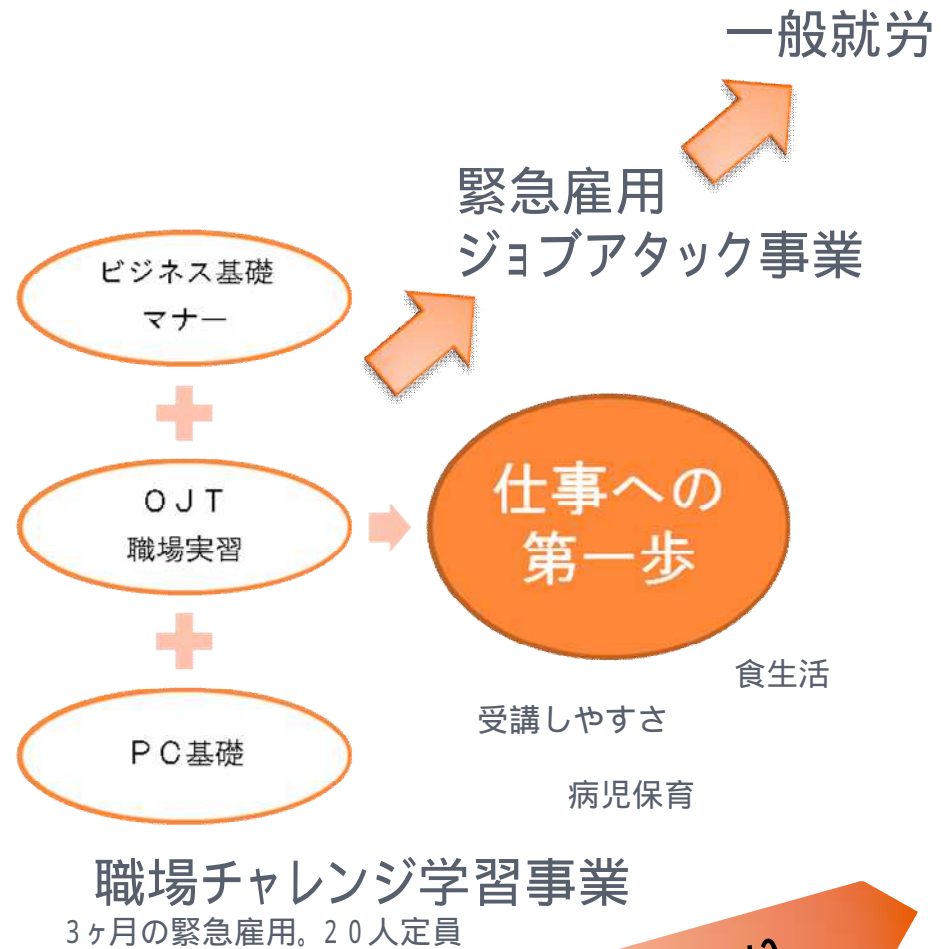 一般就労
緊急雇用
ジョブアタック事業
ビジネス基礎
マナー
ＯＪＴ
職場実習
仕事への
第一歩
ＰＣ基礎
食生活
受講しやすさ
病児保育
職場チャレンジ学習事業
3ヶ月の緊急雇用。２０人定員